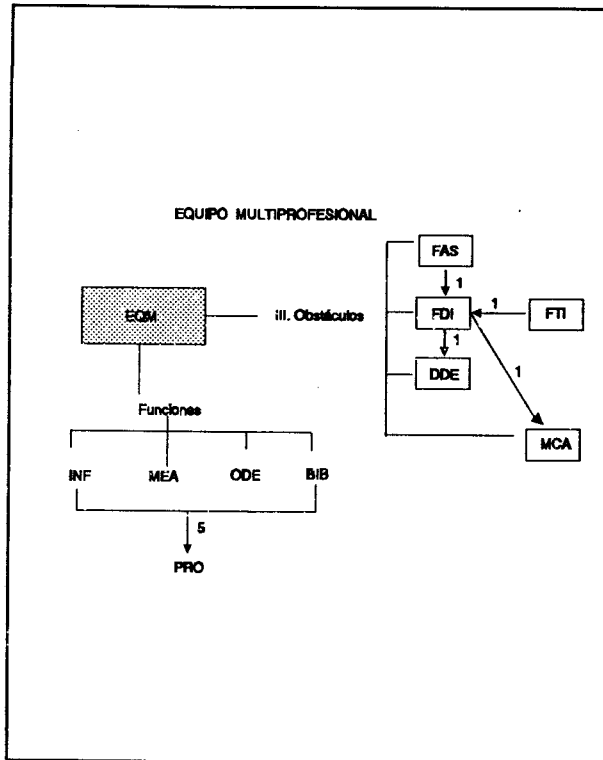 EQUIPO MULTIPROFESIONAL
FAS
1
EQM
III. Obstáculos
FDI
1
FTI
1
1
DDE
Funciones
MCA
INF MEA ODE BIB
5
PRO